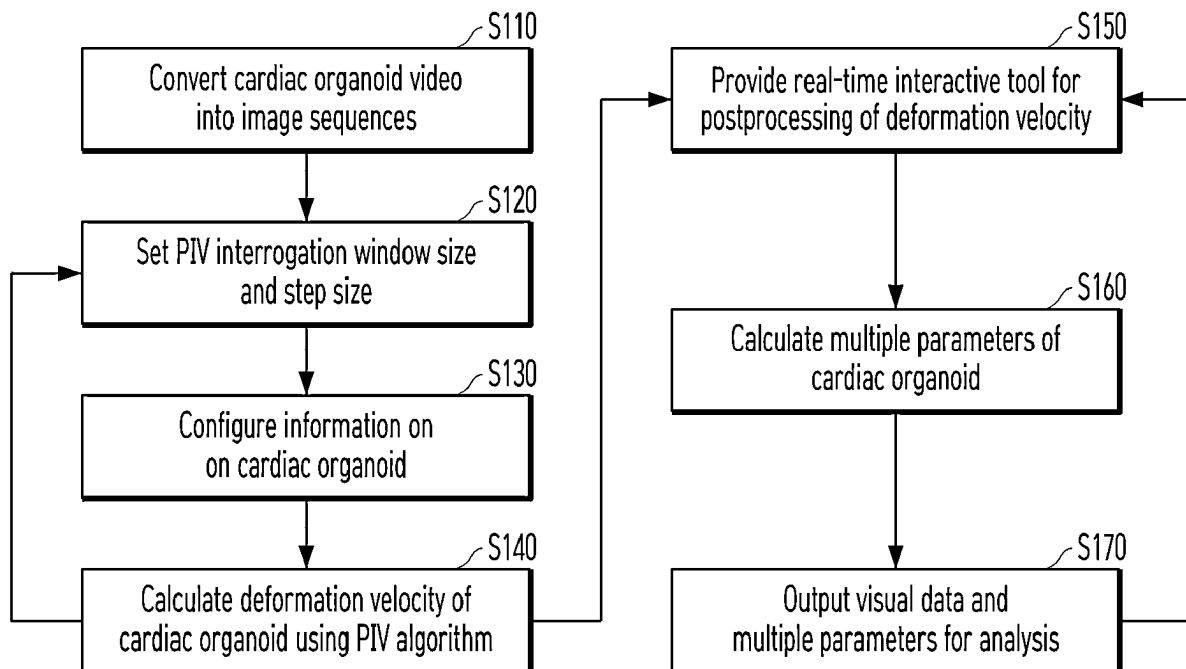 S110
Convert cardiac organoid video
into image sequences
S120
Set PIV interrogation window size
and step size
S130
Configure information on
on cardiac organoid
S140
Calculate deformation velocity of
cardiac organoid using PIV algorithm
S150
Provide real-time interactive tool for
postprocessing of deformation velocity
S160
Calculate multiple parameters of
cardiac organoid
S170
Output visual data and
multiple parameters for analysis